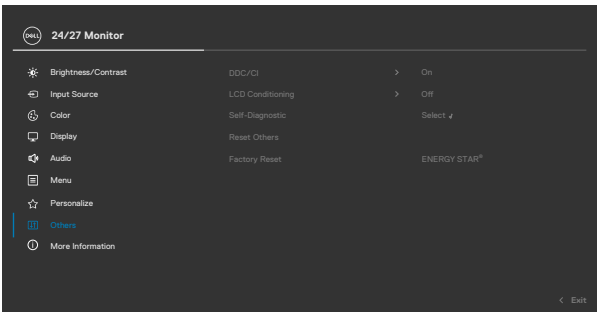 DELL 24/27 Monitor
Brightness/Contrast DDC/CI > On
Input Source LCD Conditioning > Off
Color Self-Diagnostic Select
Display Reset Others
Audio Factory Reset ENERGY STAR®
Menu
Personalize
Others
More Information
< Exit